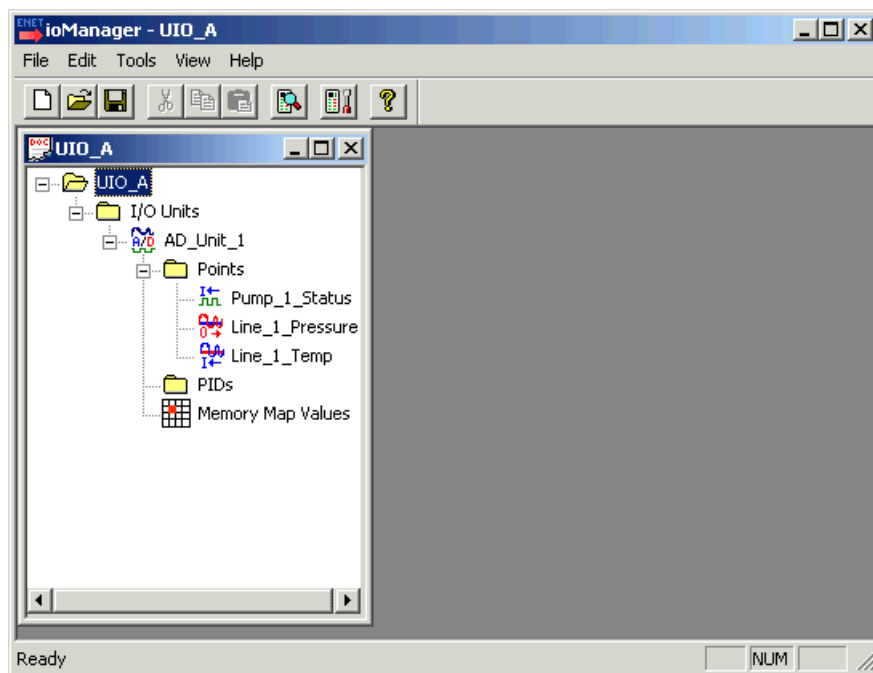 ENET
ioManager - UIO_A
File Edit Tools View Help
DOC
UIO_A
UIO_A
I/O Units
A/D AD_Unit_1
Points
I Pump_1_Status
O Line_1_Pressure
I Line_1_Temp
PIDs
Memory Map Values
Ready
NUM